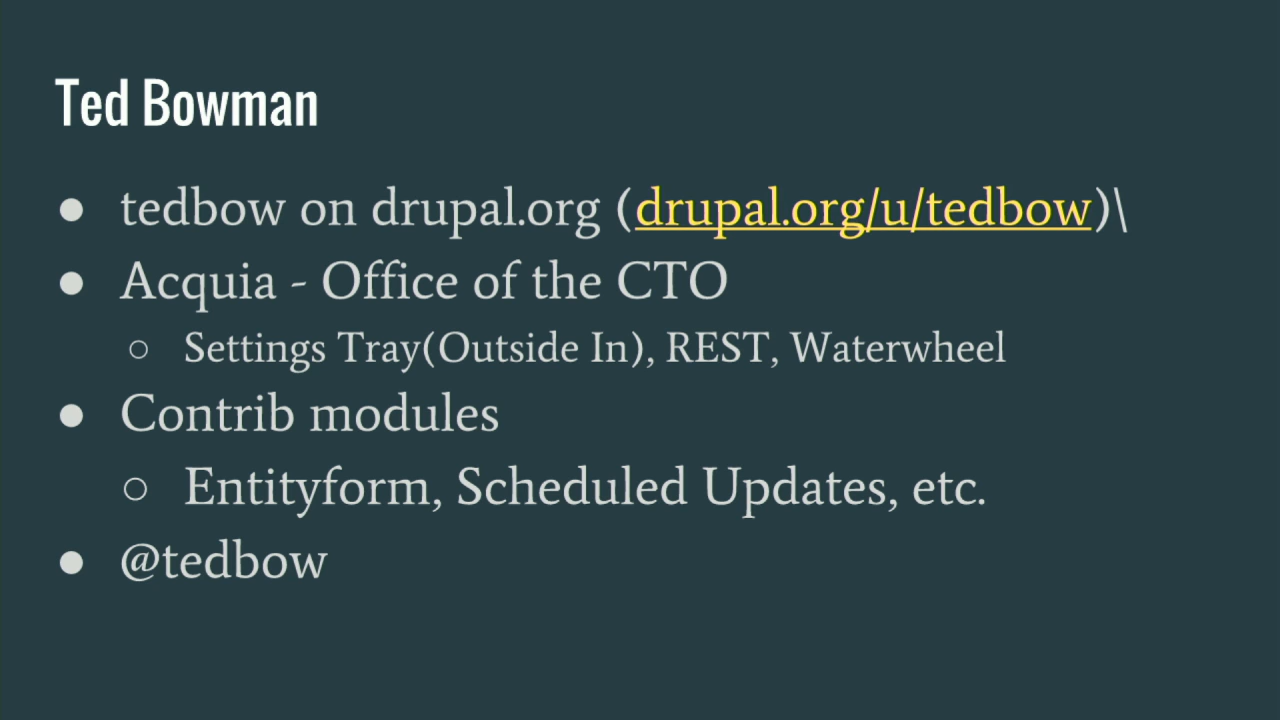 Ted Bowman
● tedbow on drupal.org (drupal.org/u/tedbow)\
● Acquia - Office of the CTO
○ Settings Tray(Outside In), REST, Waterwheel
● Contrib modules
○ Entityform, Scheduled Updates, etc.
● @tedbow